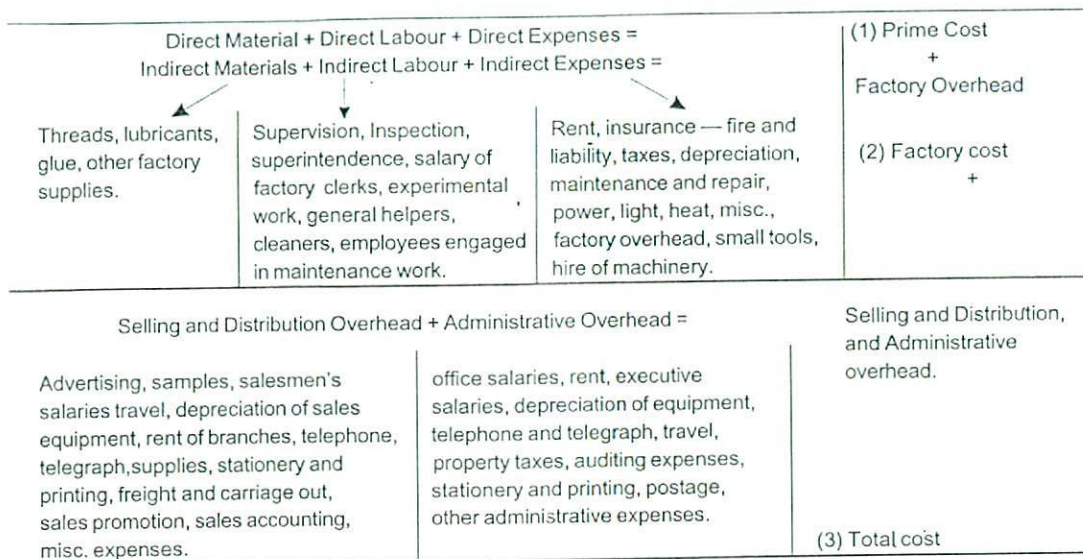 Direct Material + Direct Labour + Direct Expenses =
Indirect Materials + Indirect Labour + Indirect Expenses =
(1) Prime Cost
+
Factory Overhead
(2) Factory cost
+
Threads, lubricants,
glue, other factory
supplies.
Supervision, Inspection,
superintendence, salary of
factory clerks, experimental
work, general helpers,
cleaners, employees engaged
in maintenance work.
Rent, insurance — fire and
liability, taxes, depreciation,
maintenance and repair,
power, light, heat, misc.,
factory overhead, small tools,
hire of machinery.
Selling and Distribution Overhead + Administrative Overhead =
Selling and Distribution,
and Administrative
overhead.
Advertising, samples, salesmen's
salaries travel, depreciation of sales
equipment, rent of branches, telephone,
telegraph,supplies, stationery and
printing, freight and carriage out,
sales promotion, sales accounting,
misc. expenses.
office salaries, rent, executive
salaries, depreciation of equipment,
telephone and telegraph, travel,
property taxes, auditing expenses,
stationery and printing, postage,
other administrative expenses.
(3) Total cost